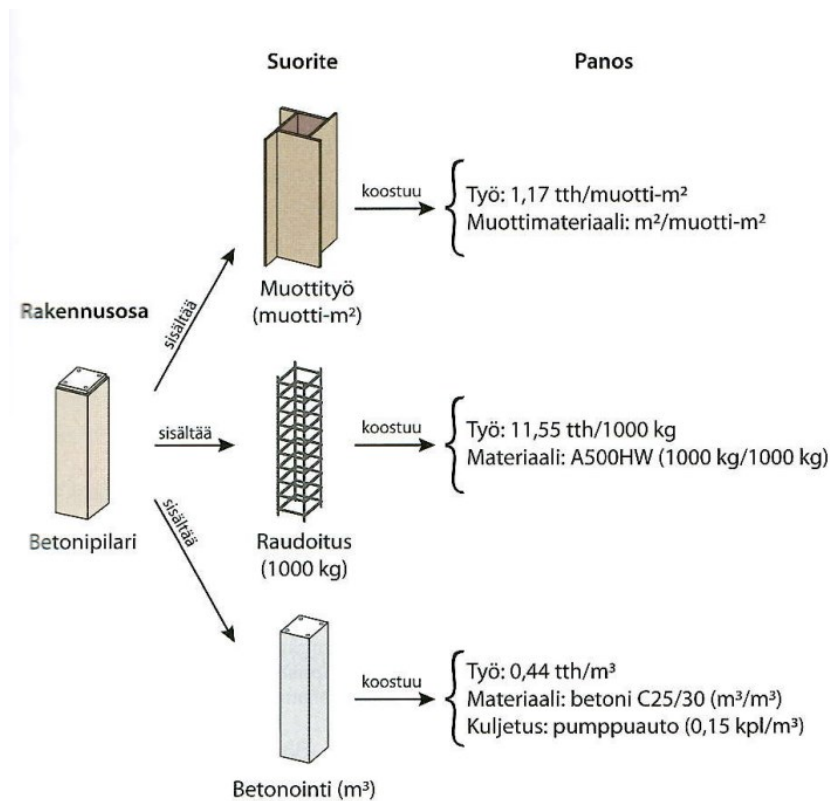 Suorite
Panos
koostuu
Työ: 1,17 tth/muotti-m²
Muottimateriaali: m²/muotti-m²
Muottityö
(muotti-m²)
sisältää
Rakennusosa
sisältää
koostuu
Työ: 11,55 tth/1000 kg
Materiaali: A500HW (1000 kg/1000 kg)
sisältää
Betonipilari
Raudoitus
(1000 kg)
koostuu
Työ: 0,44 tth/m³
Materiaali: betoni C25/30 (m³/m³)
Kuljetus: pumppuauto (0,15 kpl/m³)
Betonointi (m³)